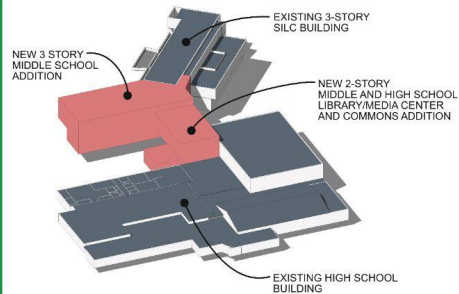 EXISTING 3-STORY
SILC BUILDING
NEW 3 STORY
MIDDLE SCHOOL
ADDITION
NEW 2-STORY
MIDDLE AND HIGH SCHOOL
LIBRARY/MEDIA CENTER
AND COMMONS ADDITION
EXISTING HIGH SCHOOL
BUILDING